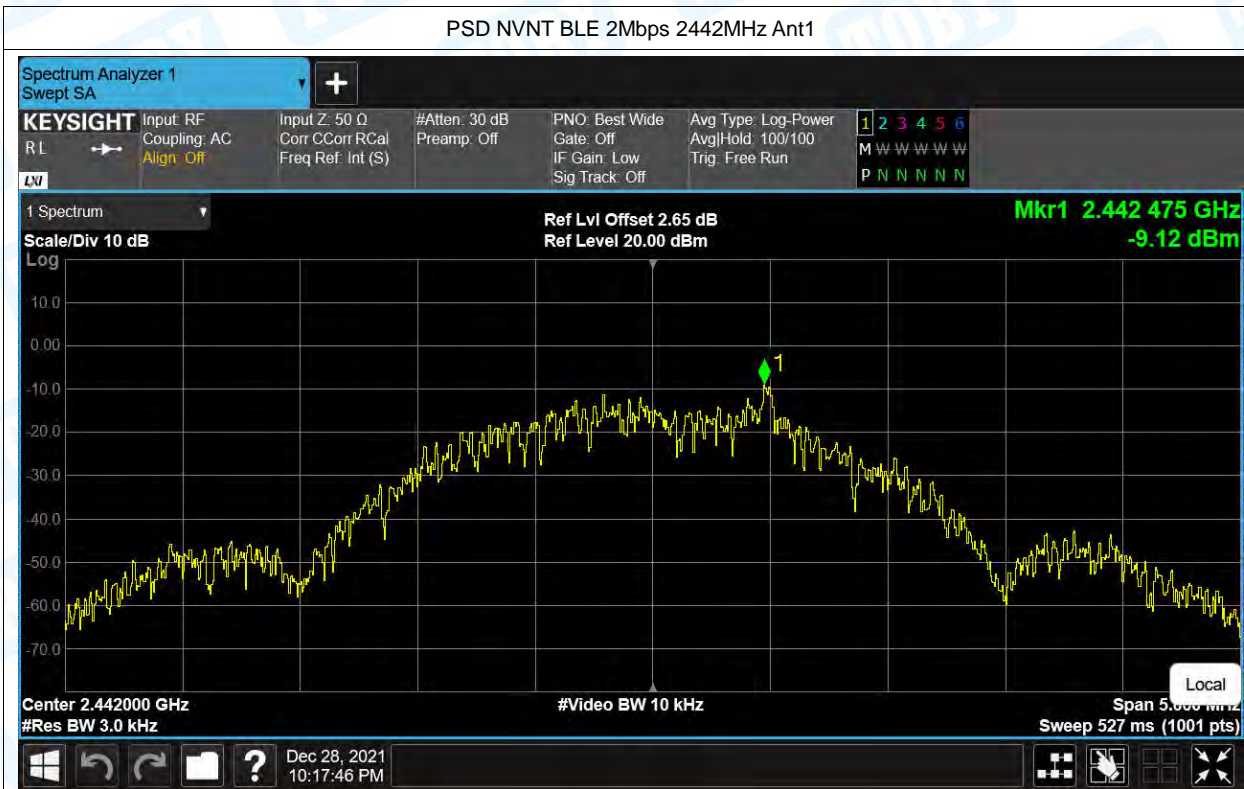 PSD NVNT BLE 2Mbps 2442MHz Ant1
Spectrum Analyzer 1
Swept SA
+
KEYSIGHT
R L
LXI
Input: RF
Coupling: AC
Align: Off
Input Z: 50 Ω
Corr CCorr RCal
Freq Ref: Int (S)
#Atten: 30 dB
Preamp: Off
PNO: Best Wide
Gate: Off
IF Gain: Low
Sig Track: Off
Avg Type: Log-Power
Avg|Hold: 100/100
Trig: Free Run
1 2 3 4 5 6
M W W W W W
P N N N N N
1 Spectrum
Scale/Div 10 dB
Log
Ref Lvl Offset 2.65 dB
Ref Level 20.00 dBm
Mkr1 2.442 475 GHz
-9.12 dBm
10.0
0.00
1
-10.0
-20.0
-30.0
-40.0
-50.0
-60.0
-70.0
Local
Center 2.442000 GHz
#Res BW 3.0 kHz
#Video BW 10 kHz
Span 5.000 MHz
Sweep 527 ms (1001 pts)
?
Dec 28, 2021
10:17:46 PM
TOBY